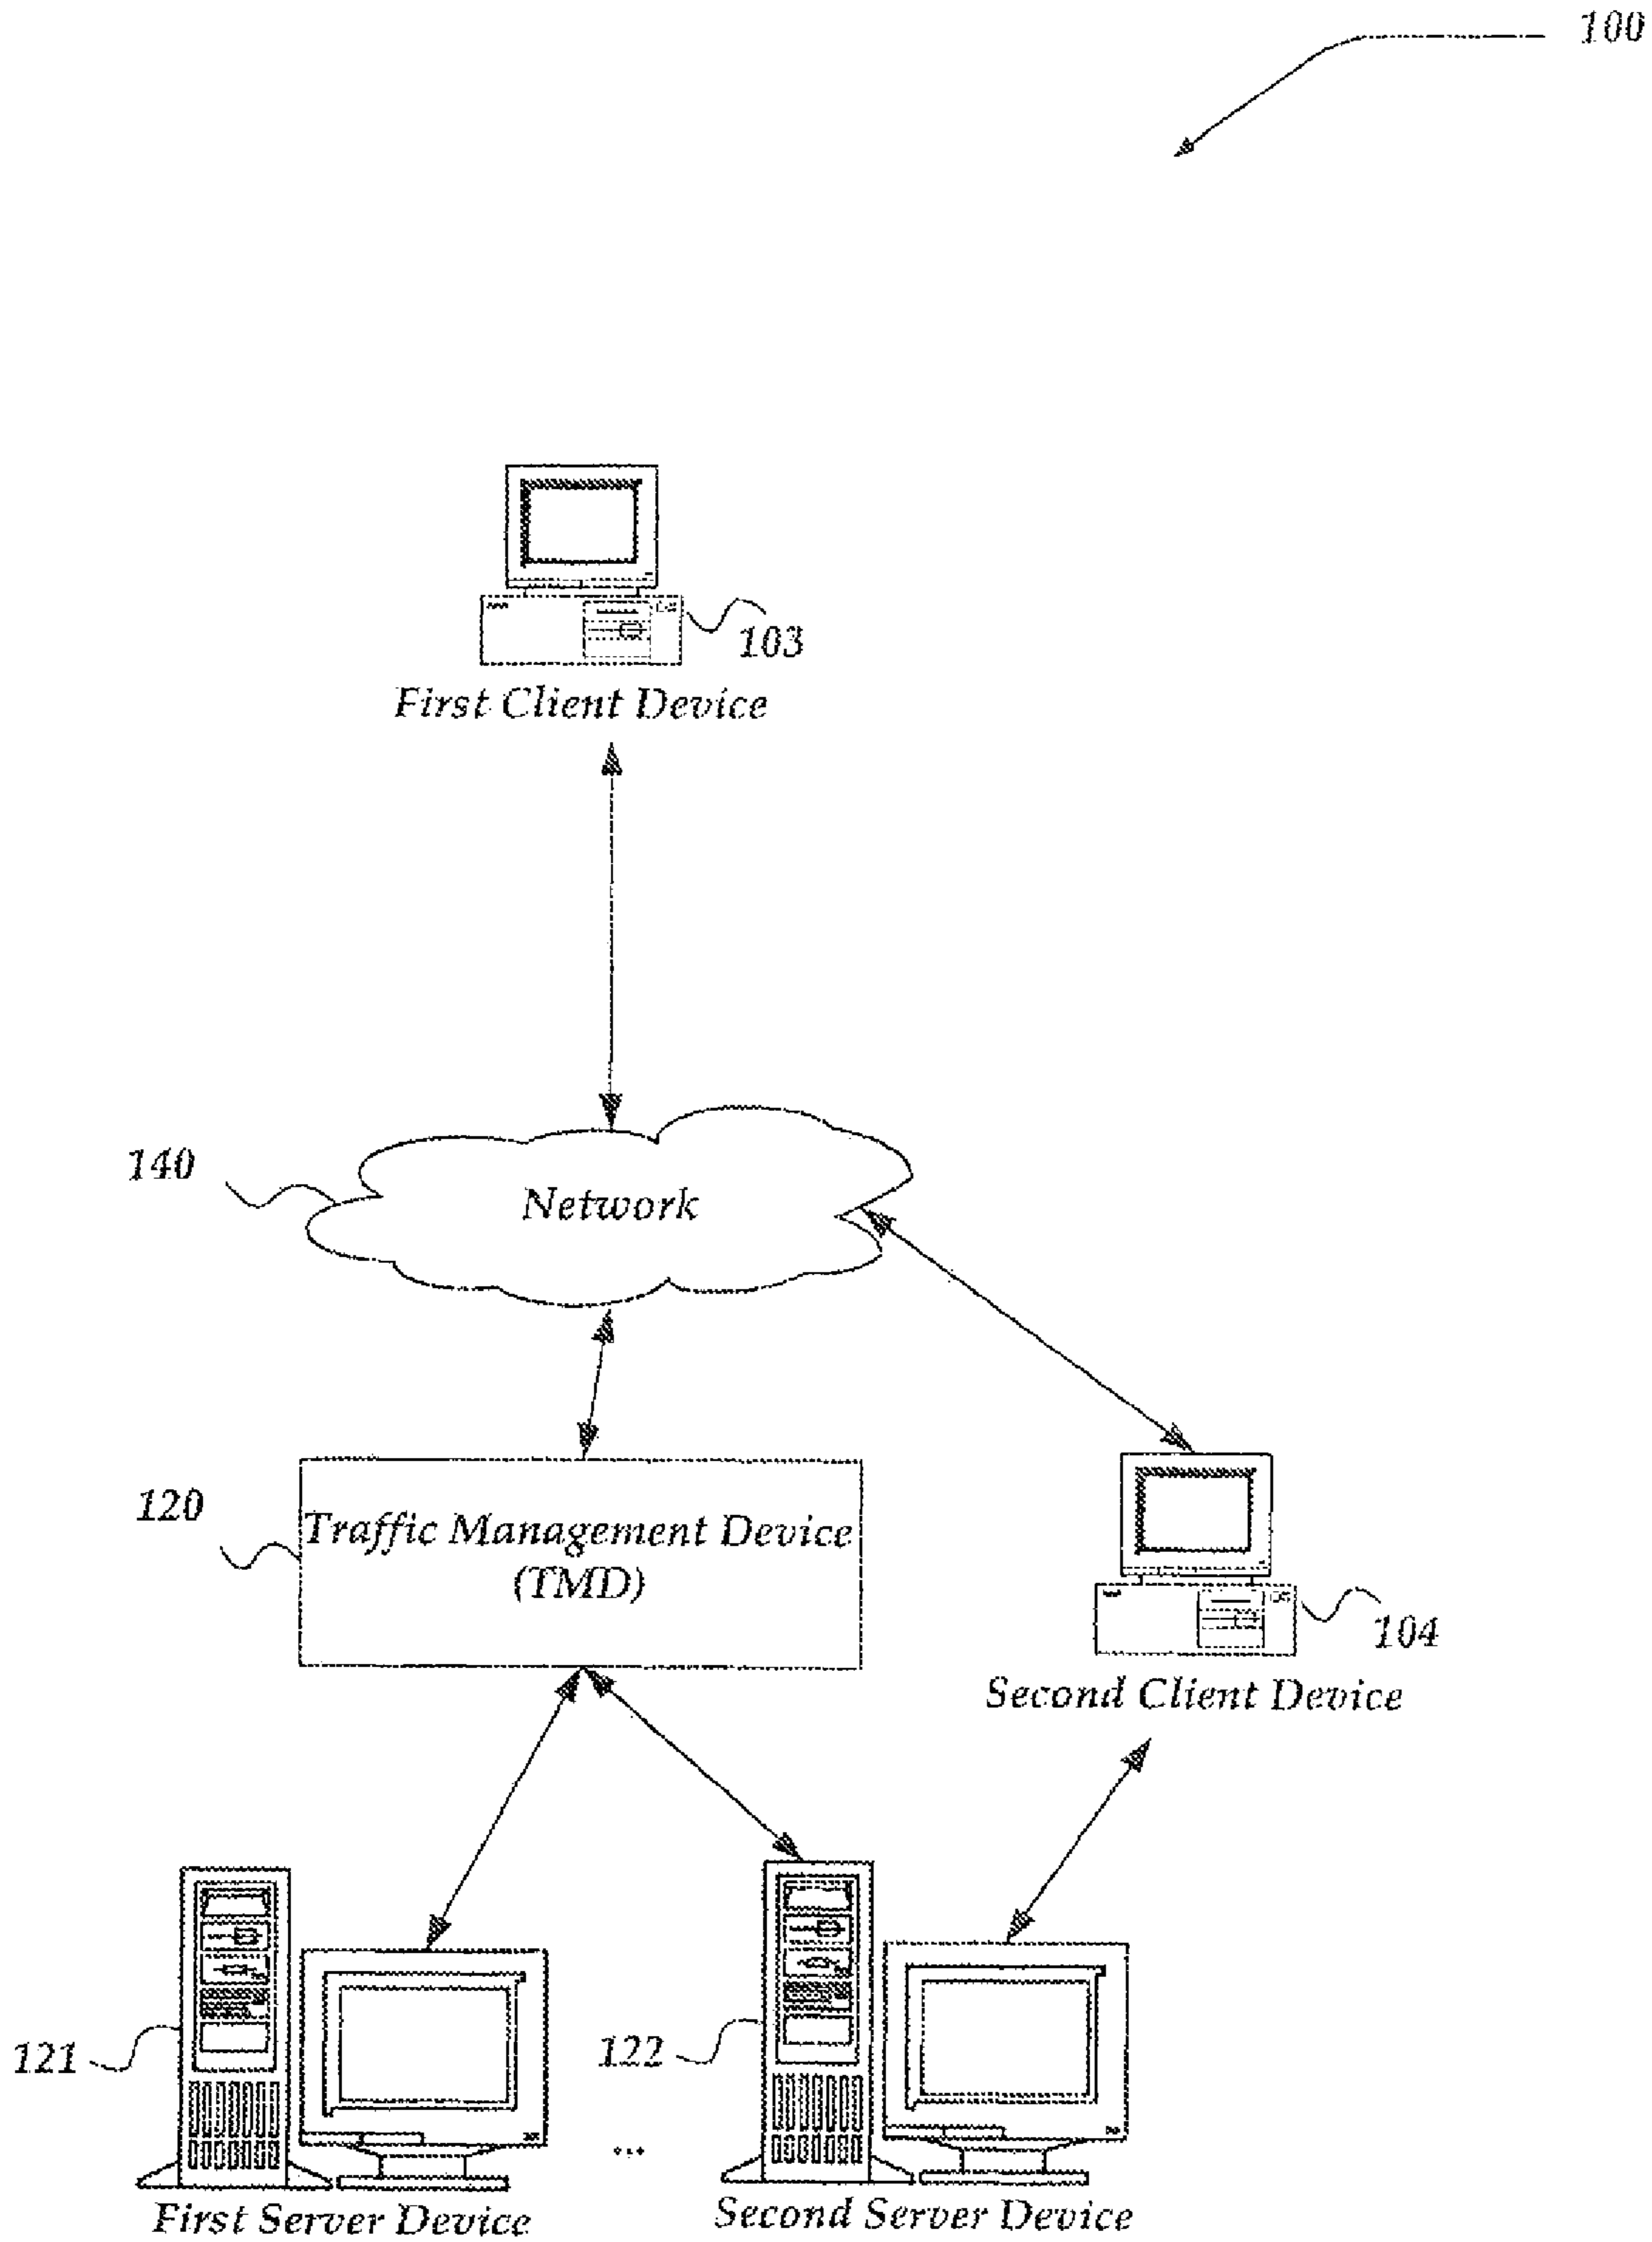 100
103
First Client Device
140
Network
120
Traffic Management Device
(TMD)
104
Second Client Device
121
122
...
First Server Device
Second Server Device